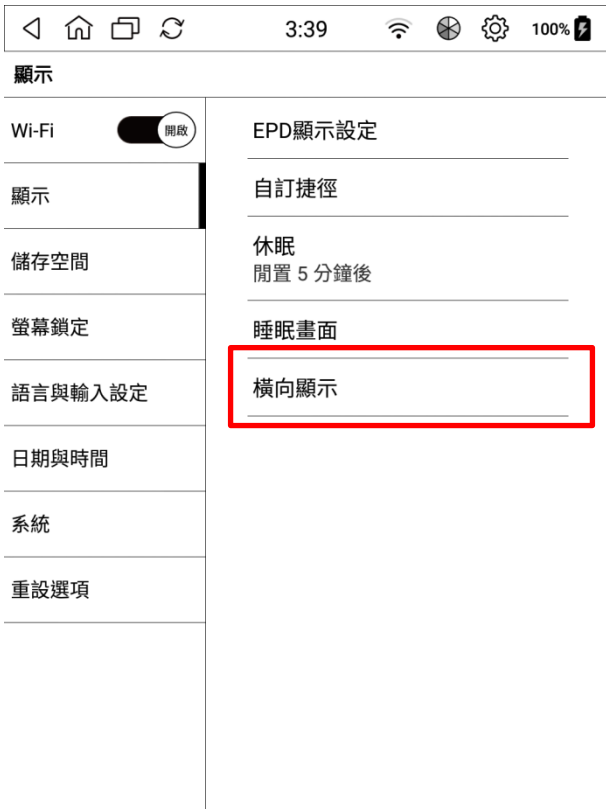 3:39
100%
顯示
Wi-Fi
開啟
顯示
儲存空間
螢幕鎖定
語言與輸入設定
日期與時間
系統
重設選項
EPD顯示設定
自訂捷徑
休眠
閒置 5 分鐘後
睡眠畫面
橫向顯示